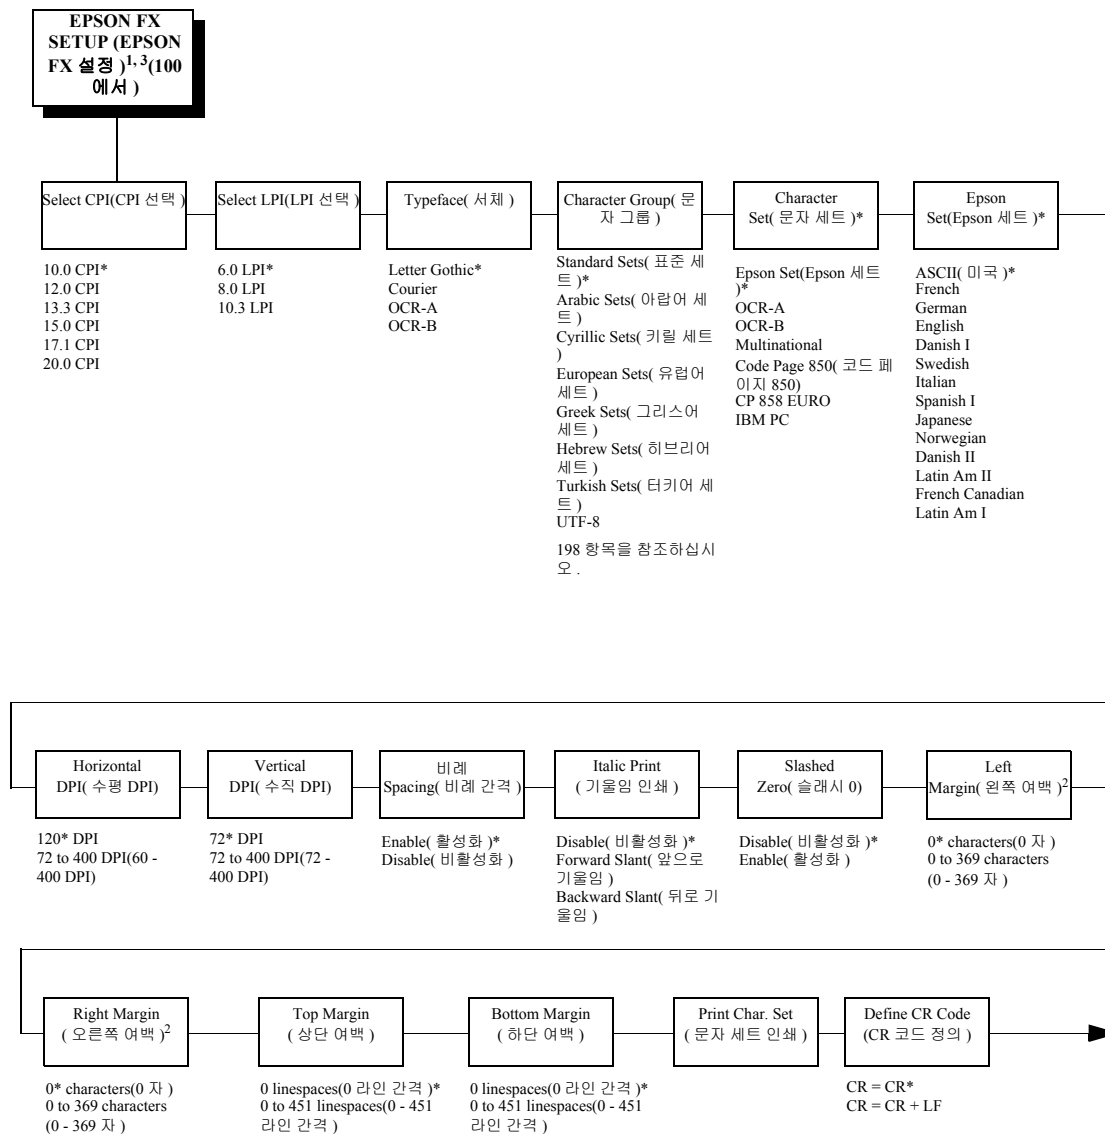 EPSON FX
SETUP (EPSON
FX 설정 )1, 3(100
에서 )
Select CPI(CPI 선택 )
10.0 CPI*
12.0 CPI
13.3 CPI
15.0 CPI
17.1 CPI
20.0 CPI
Select LPI(LPI 선택 )
6.0 LPI*
8.0 LPI
10.3 LPI
Typeface( 서체 )
Letter Gothic*
Courier
OCR-A
OCR-B
Character Group( 문
자 그룹 )
Standard Sets( 표준 세
트 )*
Arabic Sets( 아랍어 세
트 )
Cyrillic Sets( 키릴 세트
)
European Sets( 유럽어
세트 )
Greek Sets( 그리스어
세트 )
Hebrew Sets( 히브리어
세트 )
Turkish Sets( 터키어 세
트 )
UTF-8
198 항목을 참조하십시
오 .
Character
Set( 문자 세트 )*
Epson Set(Epson 세트
)*
OCR-A
OCR-B
Multinational
Code Page 850( 코드 페
이지 850)
CP 858 EURO
IBM PC
Epson
Set(Epson 세트 )*
ASCII( 미국 )*
French
German
English
Danish I
Swedish
Italian
Spanish I
Japanese
Norwegian
Danish II
Latin Am II
French Canadian
Latin Am I
Horizontal
DPI( 수평 DPI)
120* DPI
72 to 400 DPI(60 -
400 DPI)
Vertical
DPI( 수직 DPI)
72* DPI
72 to 400 DPI(72 -
400 DPI)
비례
Spacing( 비례 간격 )
Enable( 활성화 )*
Disable( 비활성화 )
Italic Print
( 기울임 인쇄 )
Disable( 비활성화 )*
Forward Slant( 앞으로
기울임 )
Backward Slant( 뒤로 기
울임 )
Slashed
Zero( 슬래시 0)
Disable( 비활성화 )*
Enable( 활성화 )
Left
Margin( 왼쪽 여백 )2
0* characters(0 자 )
0 to 369 characters
(0 - 369 자 )
Right Margin
( 오른쪽 여백 )2
0* characters(0 자 )
0 to 369 characters
(0 - 369 자 )
Top Margin
( 상단 여백 )
0 linespaces(0 라인 간격 )*
0 to 451 linespaces(0 - 451
라인 간격 )
Bottom Margin
( 하단 여백 )
0 linespaces(0 라인 간격 )*
0 to 451 linespaces(0 - 451
라인 간격 )
Print Char. Set
( 문자 세트 인쇄 )
Define CR Code
(CR 코드 정의 )
CR = CR*
CR = CR + LF